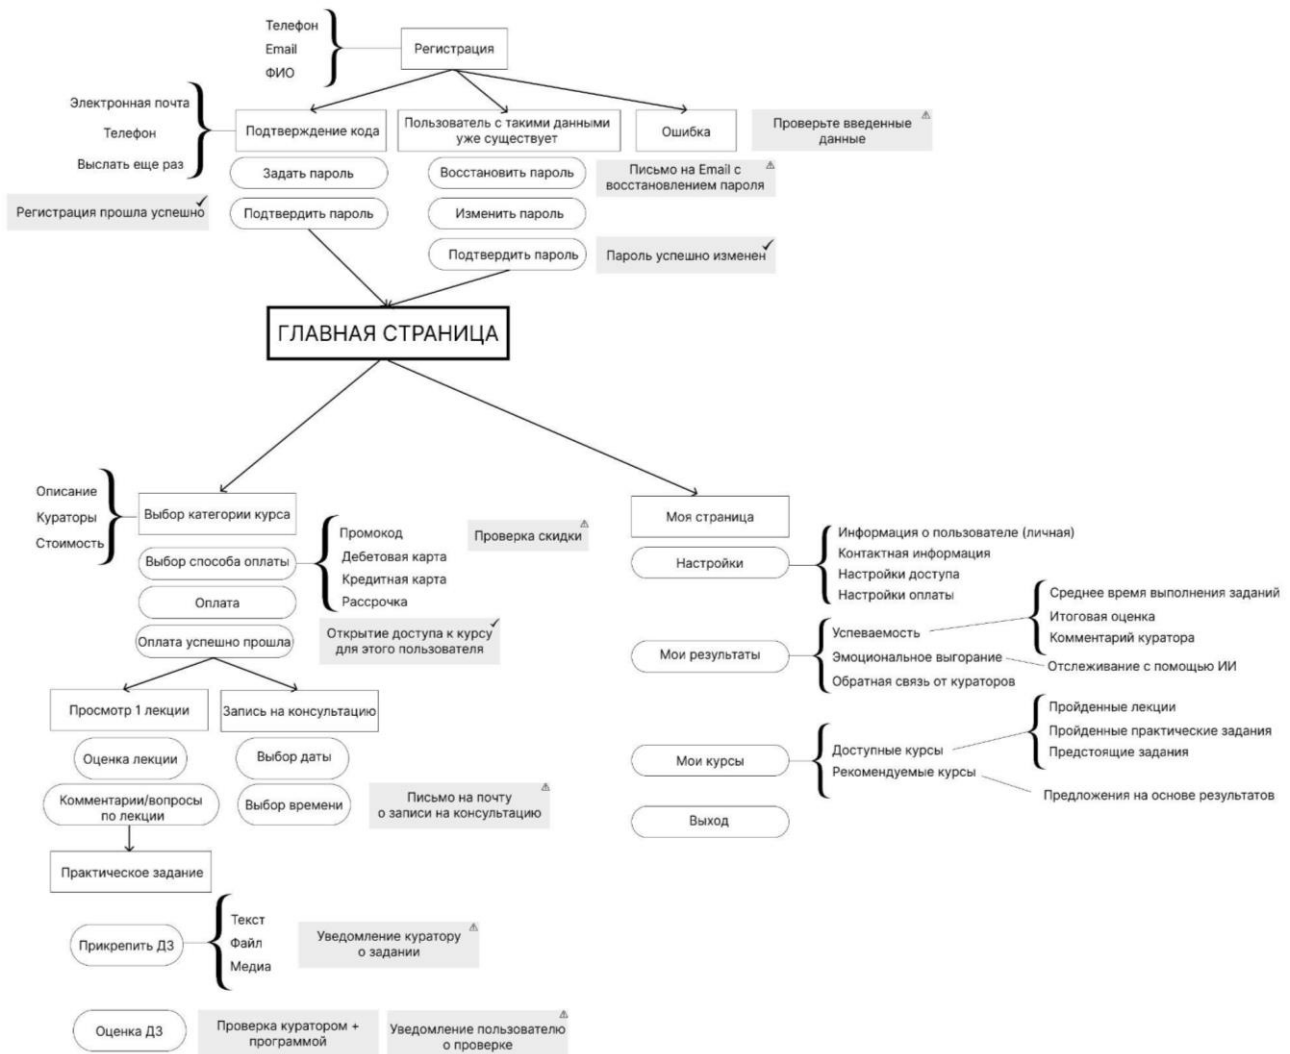 Телефон
Email
ФИО
Регистрация
Электронная почта
Телефон
Выслать еще раз
Подтверждение кода
Пользователь с такими данными
уже существует
Ошибка
Проверьте введенные
данные
Задать пароль
Восстановить пароль
Письмо на Email с
восстановлением пароля
Регистрация прошла успешно
Подтвердить пароль
Изменить пароль
Подтвердить пароль
Пароль успешно изменен
ГЛАВНАЯ СТРАНИЦА
Описание
Кураторы
Стоимость
Выбор категории курса
Выбор способа оплаты
Промокод
Дебетовая карта
Кредитная карта
Рассрочка
Проверка скидки
Оплата
Оплата успешно прошла
Открытие доступа к курсу
для этого пользователя
Просмотр 1 лекции
Запись на консультацию
Оценка лекции
Выбор даты
Комментарии/вопросы
по лекции
Выбор времени
Письмо на почту
о записи на консультацию
Практическое задание
Прикрепить ДЗ
Текст
Файл
Медиа
Уведомление куратору
о задании
Оценка ДЗ
Проверка куратором +
программой
Уведомление пользователю
о проверке
Моя страница
Настройки
Информация о пользователе (личная)
Контактная информация
Настройки доступа
Настройки оплаты
Мои результаты
Успеваемость
Эмоциональное выгорание
Обратная связь от кураторов
Среднее время выполнения заданий
Итоговая оценка
Комментарий куратора
Отслеживание с помощью ИИ
Мои курсы
Доступные курсы
Рекомендуемые курсы
Пройденные лекции
Пройденные практические задания
Предстоящие задания
Предложения на основе результатов
Выход